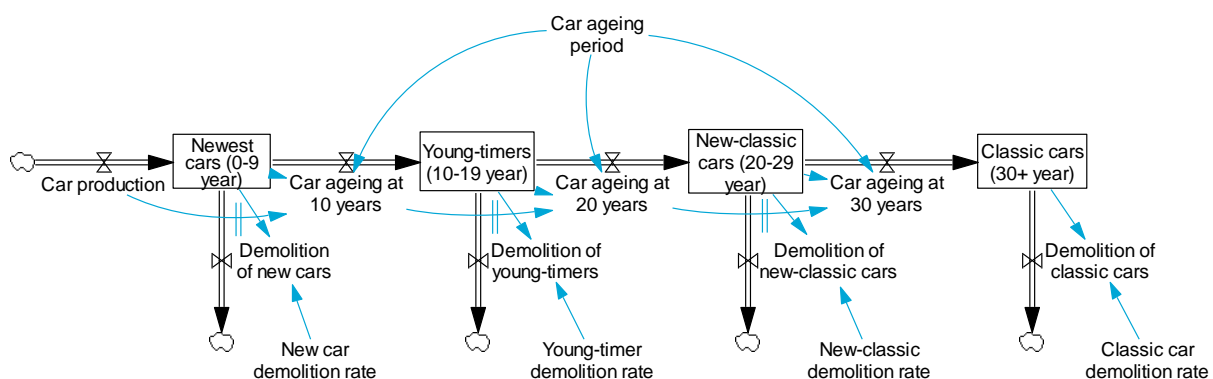 Car ageing
period
Newest
cars (0-9
year)
Young-timers
(10-19 year)
New-classic
cars (20-29
year)
Classic cars
(30+ year)
Car production
Car ageing at
10 years
Car ageing at
20 years
Car ageing at
30 years
Demolition
of new cars
Demolition of
young-timers
Demolition of
new-classic cars
Demolition of
classic cars
New car
demolition rate
Young-timer
demolition rate
New-classic
demolition rate
Classic car
demolition rate